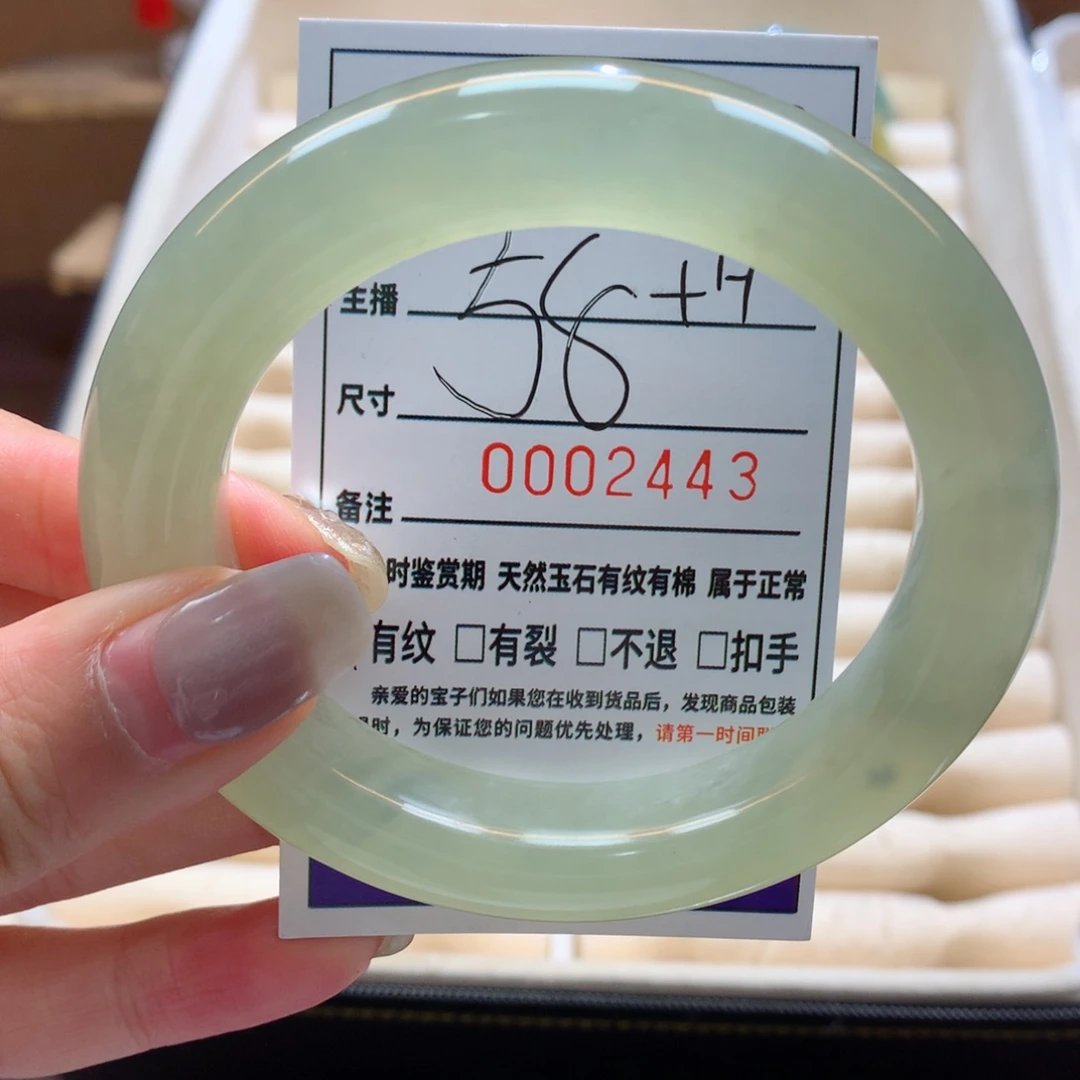 主播 58+
尺寸
0002443
备注
时鉴赏期 天然玉石有纹有棉 属于正常
有纹 □有裂 □不退 □扣手
亲爱的宝子们如果您在收到货品后，发现商品包装
时，为保证您的问题优先处理，请第一时间